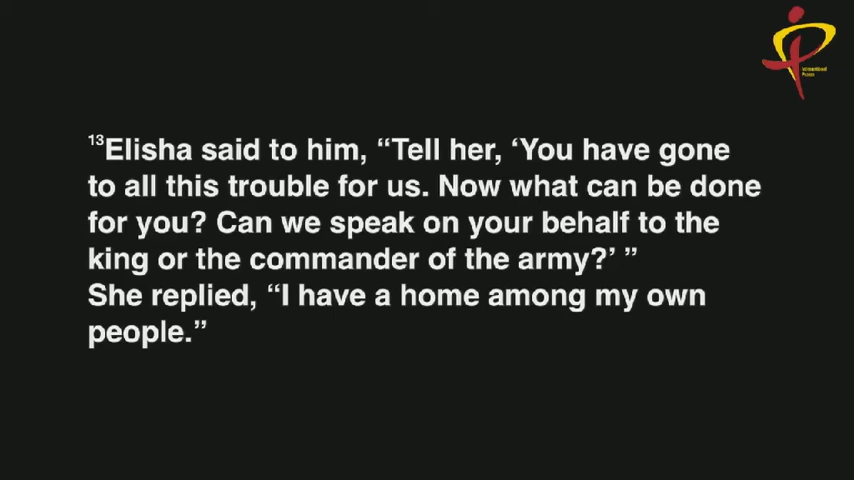 13Elisha said to him, “Tell her, ‘You have gone
to all this trouble for us. Now what can be done
for you? Can we speak on your behalf to the
king or the commander of the army?’ ”
She replied, “I have a home among my own
people.”